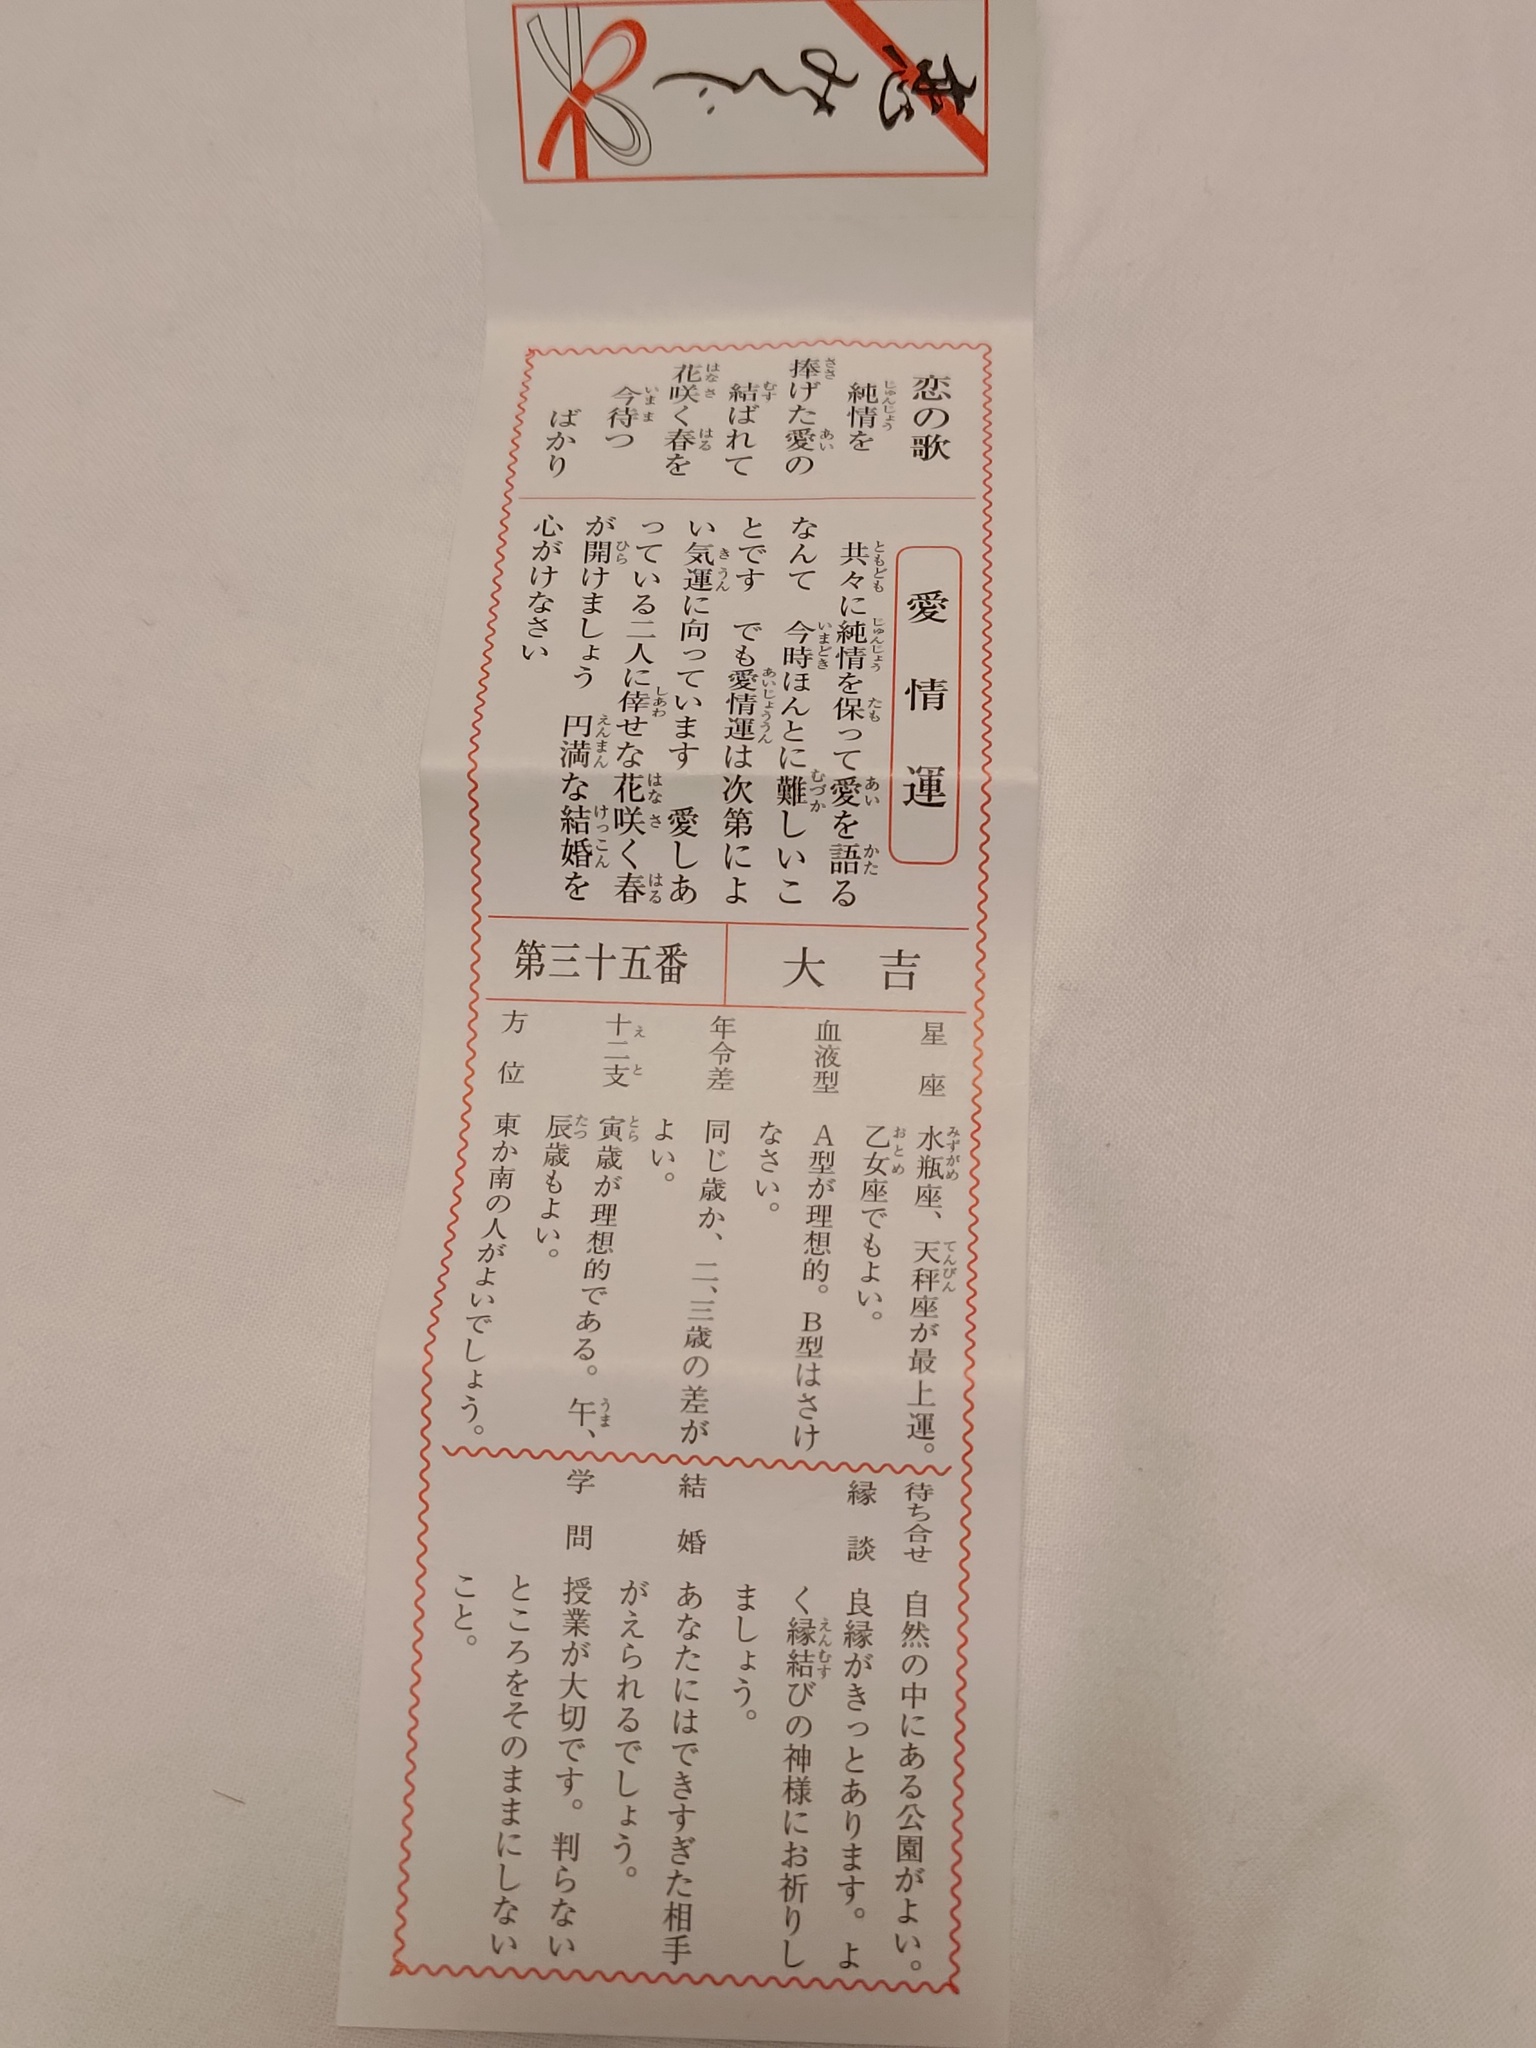 恋みくじ
恋の歌
純情を
捧げた愛の
結ばれて
花咲く春を
今待つ
ばかり
愛情運
共々に純情を保って愛を語る
なんて　今時ほんとに難しいこ
とです　でも愛情運は次第によ
い気運に向っています　愛しあ
っている二人に倖せな花咲く春
が開けましょう　円満な結婚を
心がけなさい
大吉
第三十五番
星座　水瓶座、天秤座が最上運。
乙女座でもよい。
血液型　Ａ型が理想的。Ｂ型はさけ
なさい。
年令差　同じ歳か、二、三歳の差が
よい。
十二支　寅歳が理想的である。午、
辰歳もよい。
方位　東か南の人がよいでしょう。
待ち合せ　自然の中にある公園がよい。
縁談　良縁がきっとあります。よ
く縁結びの神様にお祈りし
ましょう。
結婚　あなたにはできすぎた相手
がえられるでしょう。
学問　授業が大切です。判らない
ところをそのままにしない
こと。